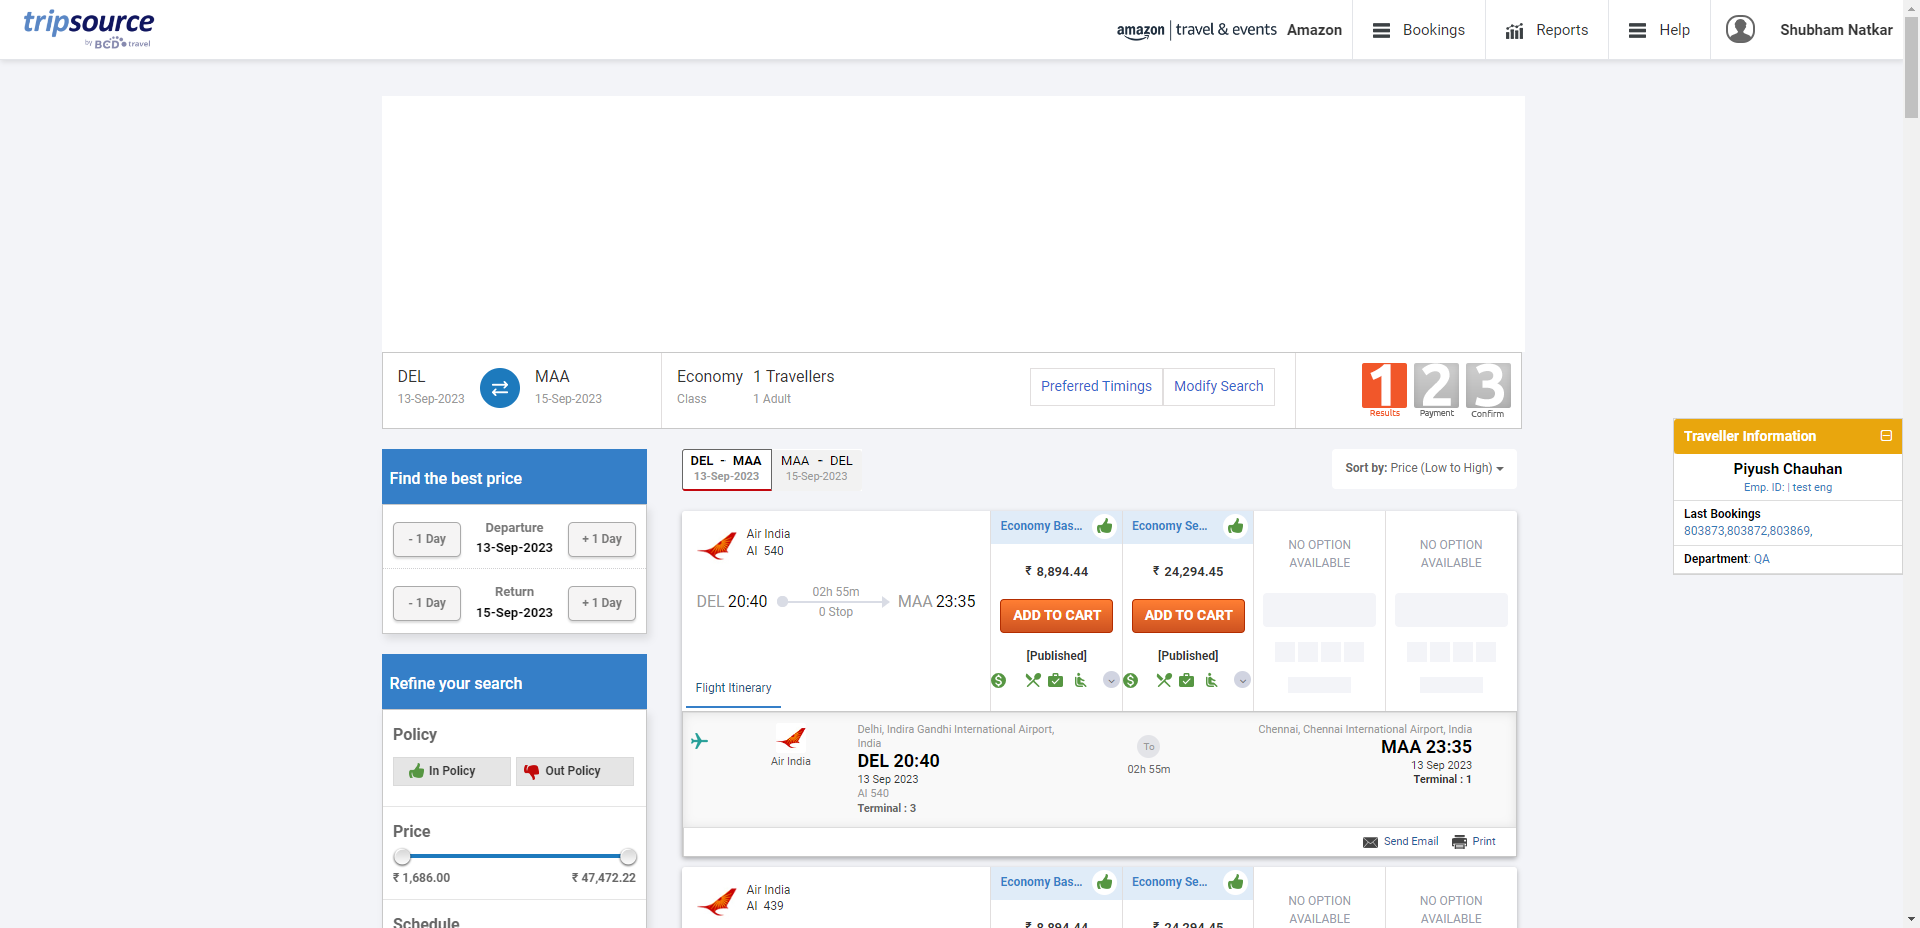 tripsource
by BCD travel
amazon | travel & events Amazon
Bookings
Reports
Help
Shubham Natkar
DEL
13-Sep-2023
MAA
15-Sep-2023
Economy
Class
1 Travellers
1 Adult
Preferred Timings
Modify Search
1
Results
2
Payment
3
Confirm
Traveller Information
Piyush Chauhan
Emp. ID: | test eng
Last Bookings
803873,803872,803869,
Department: QA
Find the best price
- 1 Day
Departure
13-Sep-2023
+ 1 Day
- 1 Day
Return
15-Sep-2023
+ 1 Day
Refine your search
Policy
In Policy
Out Policy
Price
₹ 1,686.00
₹ 47,472.22
Schedule
DEL - MAA
13-Sep-2023
MAA - DEL
15-Sep-2023
Sort by: Price (Low to High)
Air India
AI 540
DEL 20:40
02h 55m
0 Stop
MAA 23:35
Flight Itinerary
Economy Bas...
₹ 8,894.44
ADD TO CART
[Published]
Economy Se...
₹ 24,294.45
ADD TO CART
[Published]
NO OPTION
AVAILABLE
NO OPTION
AVAILABLE
Air India
Delhi, Indira Gandhi International Airport,
India
DEL 20:40
13 Sep 2023
AI 540
Terminal : 3
To
02h 55m
Chennai, Chennai International Airport, India
MAA 23:35
13 Sep 2023
Terminal : 1
Send Email
Print
Air India
AI 439
Economy Bas...
₹ 8,894.44
Economy Se...
₹ 24,294.45
NO OPTION
AVAILABLE
NO OPTION
AVAILABLE